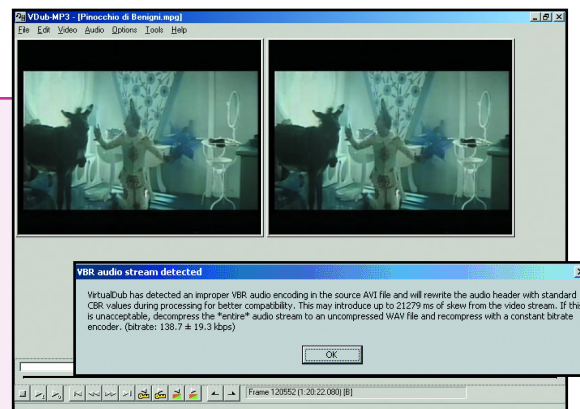 VDub-MP3 - [Pinocchio di Benigni.mpg]
File Edit Video Audio Options Tools Help
VBR audio stream detected
VirtualDub has detected an improper VBR audio encoding in the source AVI file and will rewrite the audio header with standard
CBR values during processing for better compatibility. This may introduce up to 21279 ms of skew from the video stream. If this
is unacceptable, decompress the *entire* audio stream to an uncompressed WAV file and recompress with a constant bitrate
encoder. (bitrate: 138.7 ± 19.3 kbps)
OK
Frame 120552 (1:20:22.080) [B]